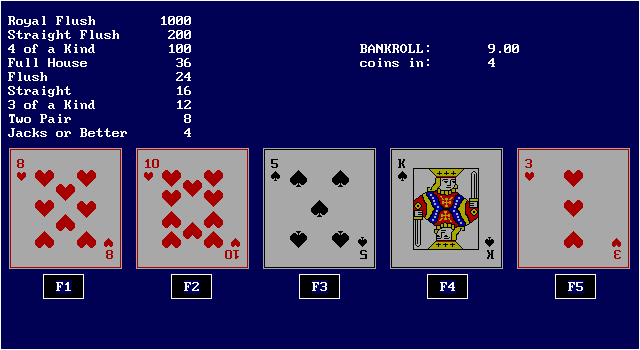 Royal Flush 1000
Straight Flush 200
4 of a Kind 100
Full House 36
Flush 24
Straight 16
3 of a Kind 12
Two Pair 8
Jacks or Better 4
BANKROLL: 9.00
coins in: 4
8 10 5 K 3
8 10 5 K 3
F1 F2 F3 F4 F5